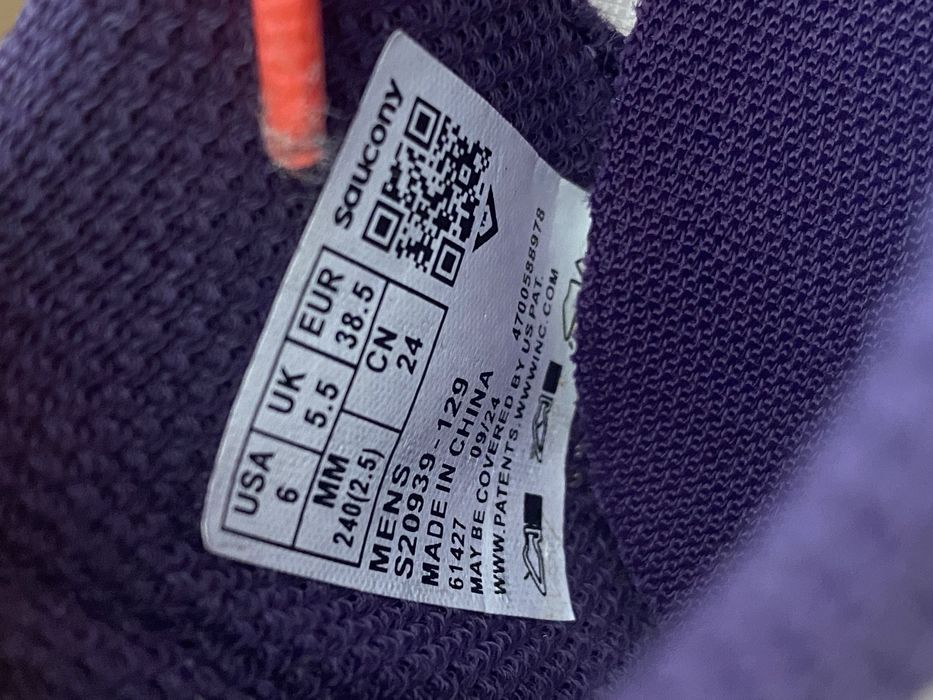 saucony
USA UK EUR
6 5.5 38.5
MM CN
240(2.5) 24
MENS
S20939-129
MADE IN CHINA
61427 09/24 4700588978
MAY BE COVERED BY US PAT.
WWW.PATENTS.WWWINC.COM